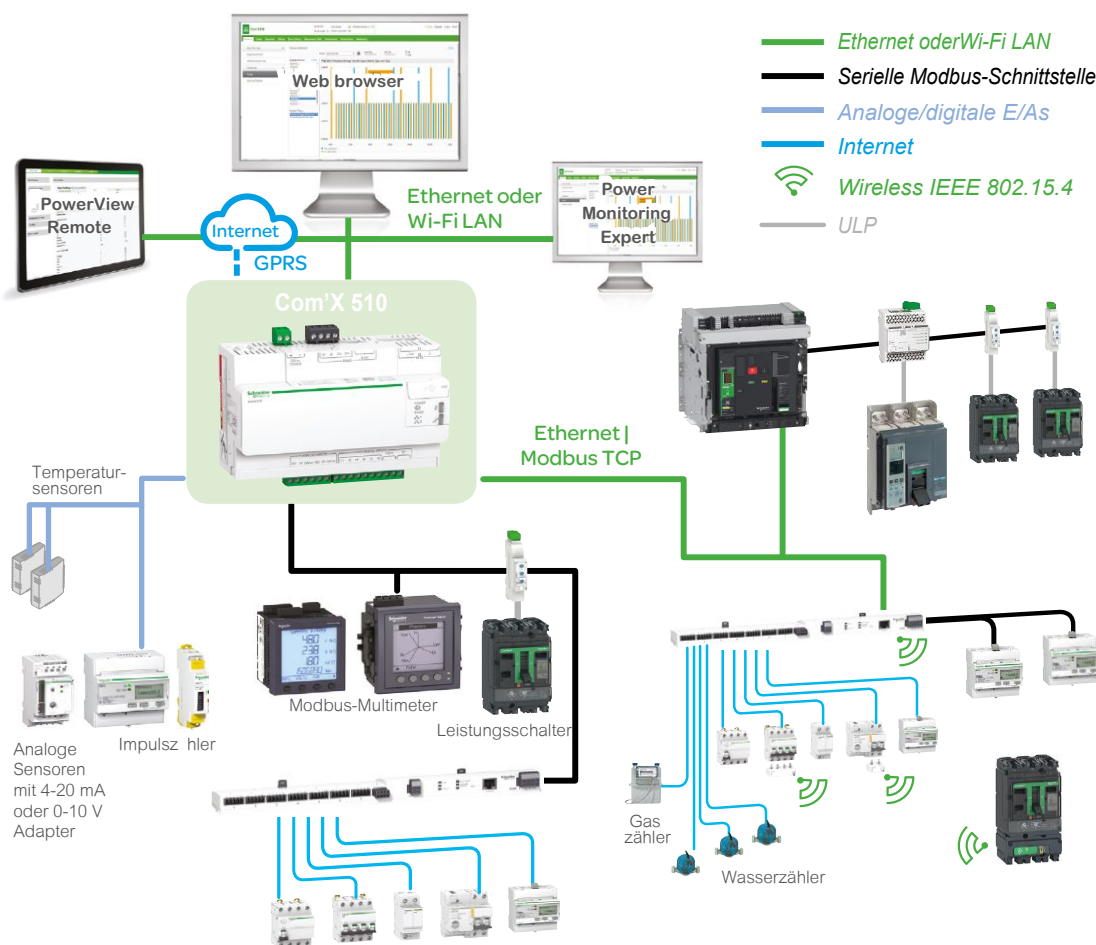 Ethernet oderWi-Fi LAN
Serielle Modbus-Schnittstelle
Analoge/digitale E/As
Internet
Wireless IEEE 802.15.4
ULP
Web browser
PowerView
Remote
Internet
GPRS
Ethernet oder
Wi-Fi LAN
Power
Monitoring
Expert
Com'X 510
Schneider
Ethernet |
Modbus TCP
Temperatur-
sensoren
Modbus-Multimeter
Leistungsschalter
Analoge
Sensoren
mit 4-20 mA
oder 0-10 V
Adapter
Impulsz hler
Gas
zähler
Wasserzähler